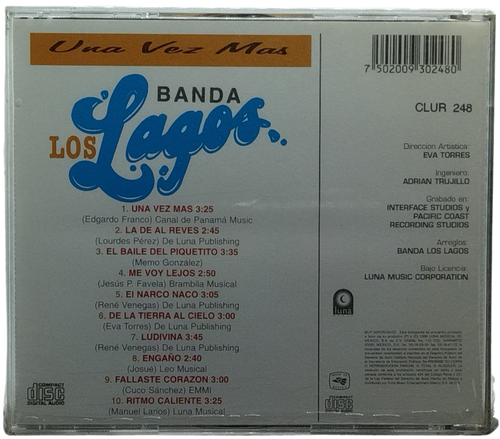 Una Vez Mas
BANDA
LOS Lagos
1. UNA VEZ MAS 3:25
(Edgardo Franco) Canal de Panamá Music
2. LA DE AL REVES 2:45
(Lourdes Pérez) De Luna Publishing
3. EL BAILE DEL PIQUETITO 3:35
(Memo González)
4. ME VOY LEJOS 2:50
(Jesús P. Favela) Brambila Musical
5. El NARCO NACO 3:05
(René Venegas) De Luna Publishing
6. DE LA TIERRA AL CIELO 3:00
(Eva Torres) De Luna Publishing
7. LUDIVINA 3:45
(René Venegas) De Luna Publishing
8. ENGAÑO 2:40
(Josué) Leo Musical
9. FALLASTE CORAZON 3:00
(Cuco Sánchez) EMMI
10. RITMO CALIENTE 3:25
(Manuel Larios) Luna Musical
COMPACT
disc
DIGITAL AUDIO
7 502009 302480
CLUR 248
Direccion Artistica:
EVA TORRES
Ingeniero:
ADRIAN TRUJILLO
Grabado en:
INTERFACE STUDIOS y
PACIFIC COAST
RECORDING STUDIOS
Arreglos:
BANDA LOS LAGOS
Bajo Licencia:
LUNA MUSIC CORPORATION
luna
COMPACT
disc
DIGITAL AUDIO